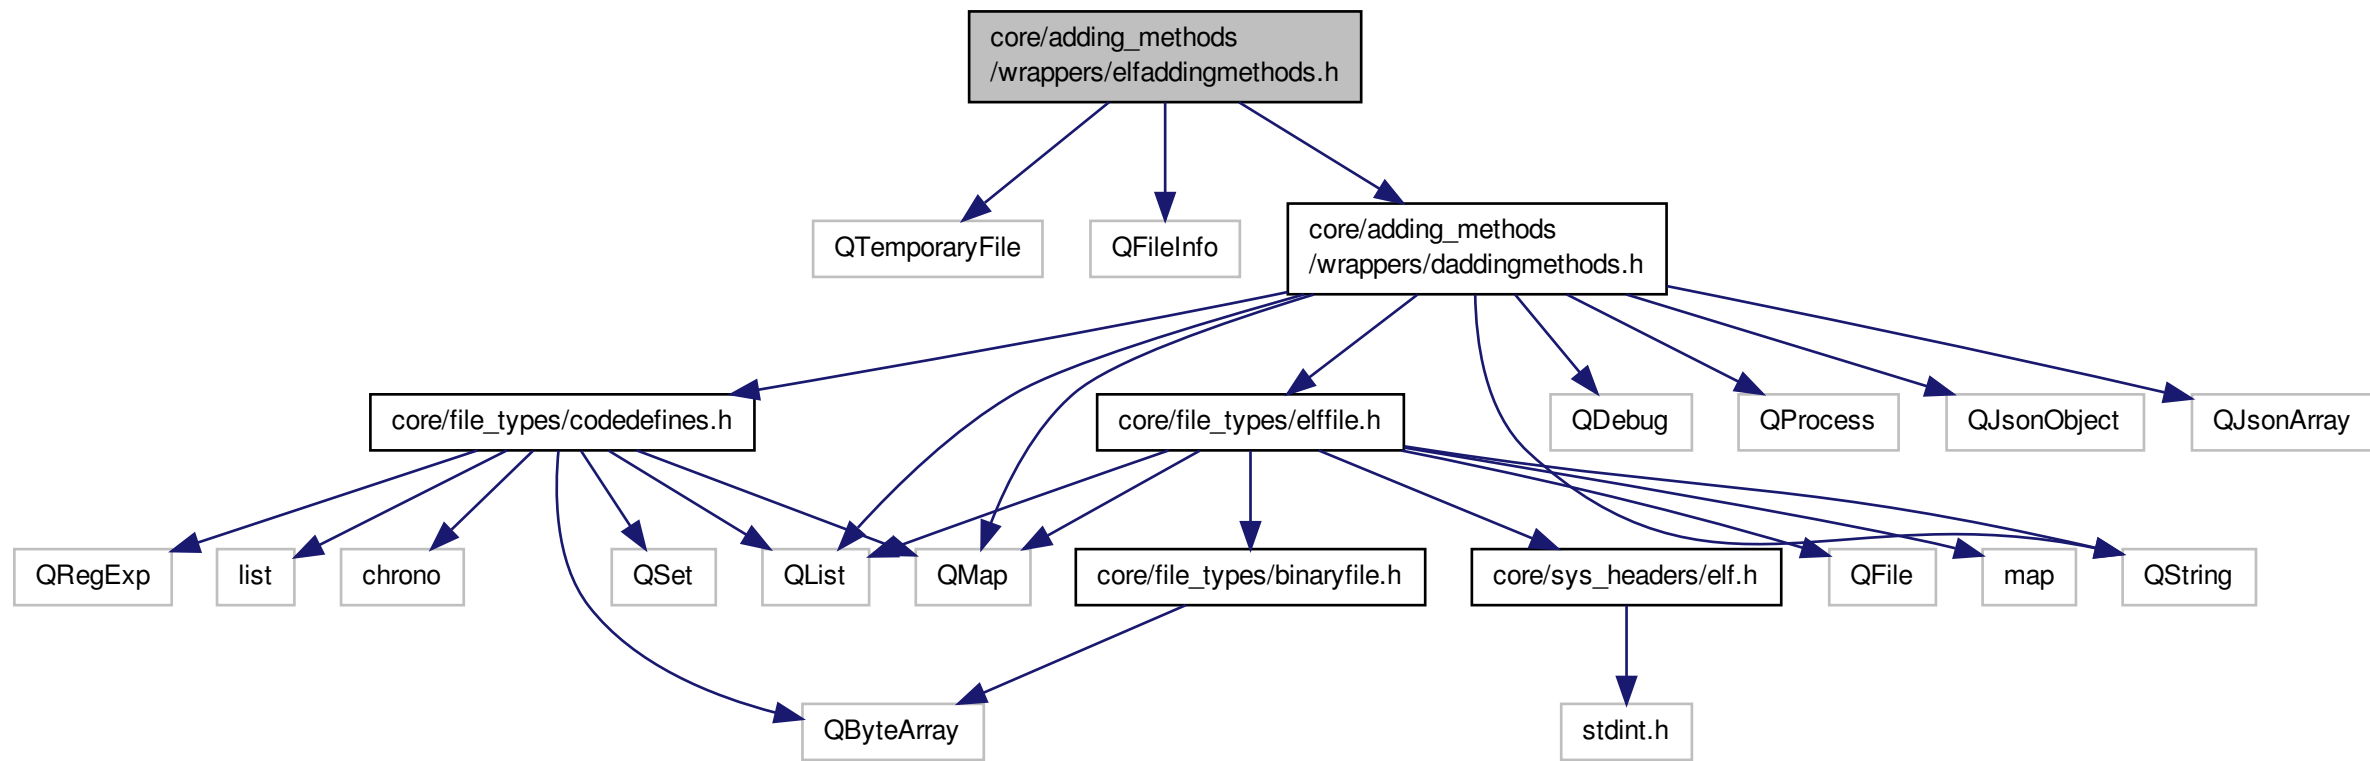 core/adding_methods
/wrappers/elfaddingmethods.h
QTemporaryFile
QFileInfo
core/adding_methods
/wrappers/daddingmethods.h
core/file_types/codedefines.h
core/file_types/elffile.h
QDebug
QProcess
QJsonObject
QJsonArray
QRegExp
list
chrono
QSet
QList
QMap
core/file_types/binaryfile.h
core/sys_headers/elf.h
QFile
map
QString
QByteArray
stdint.h